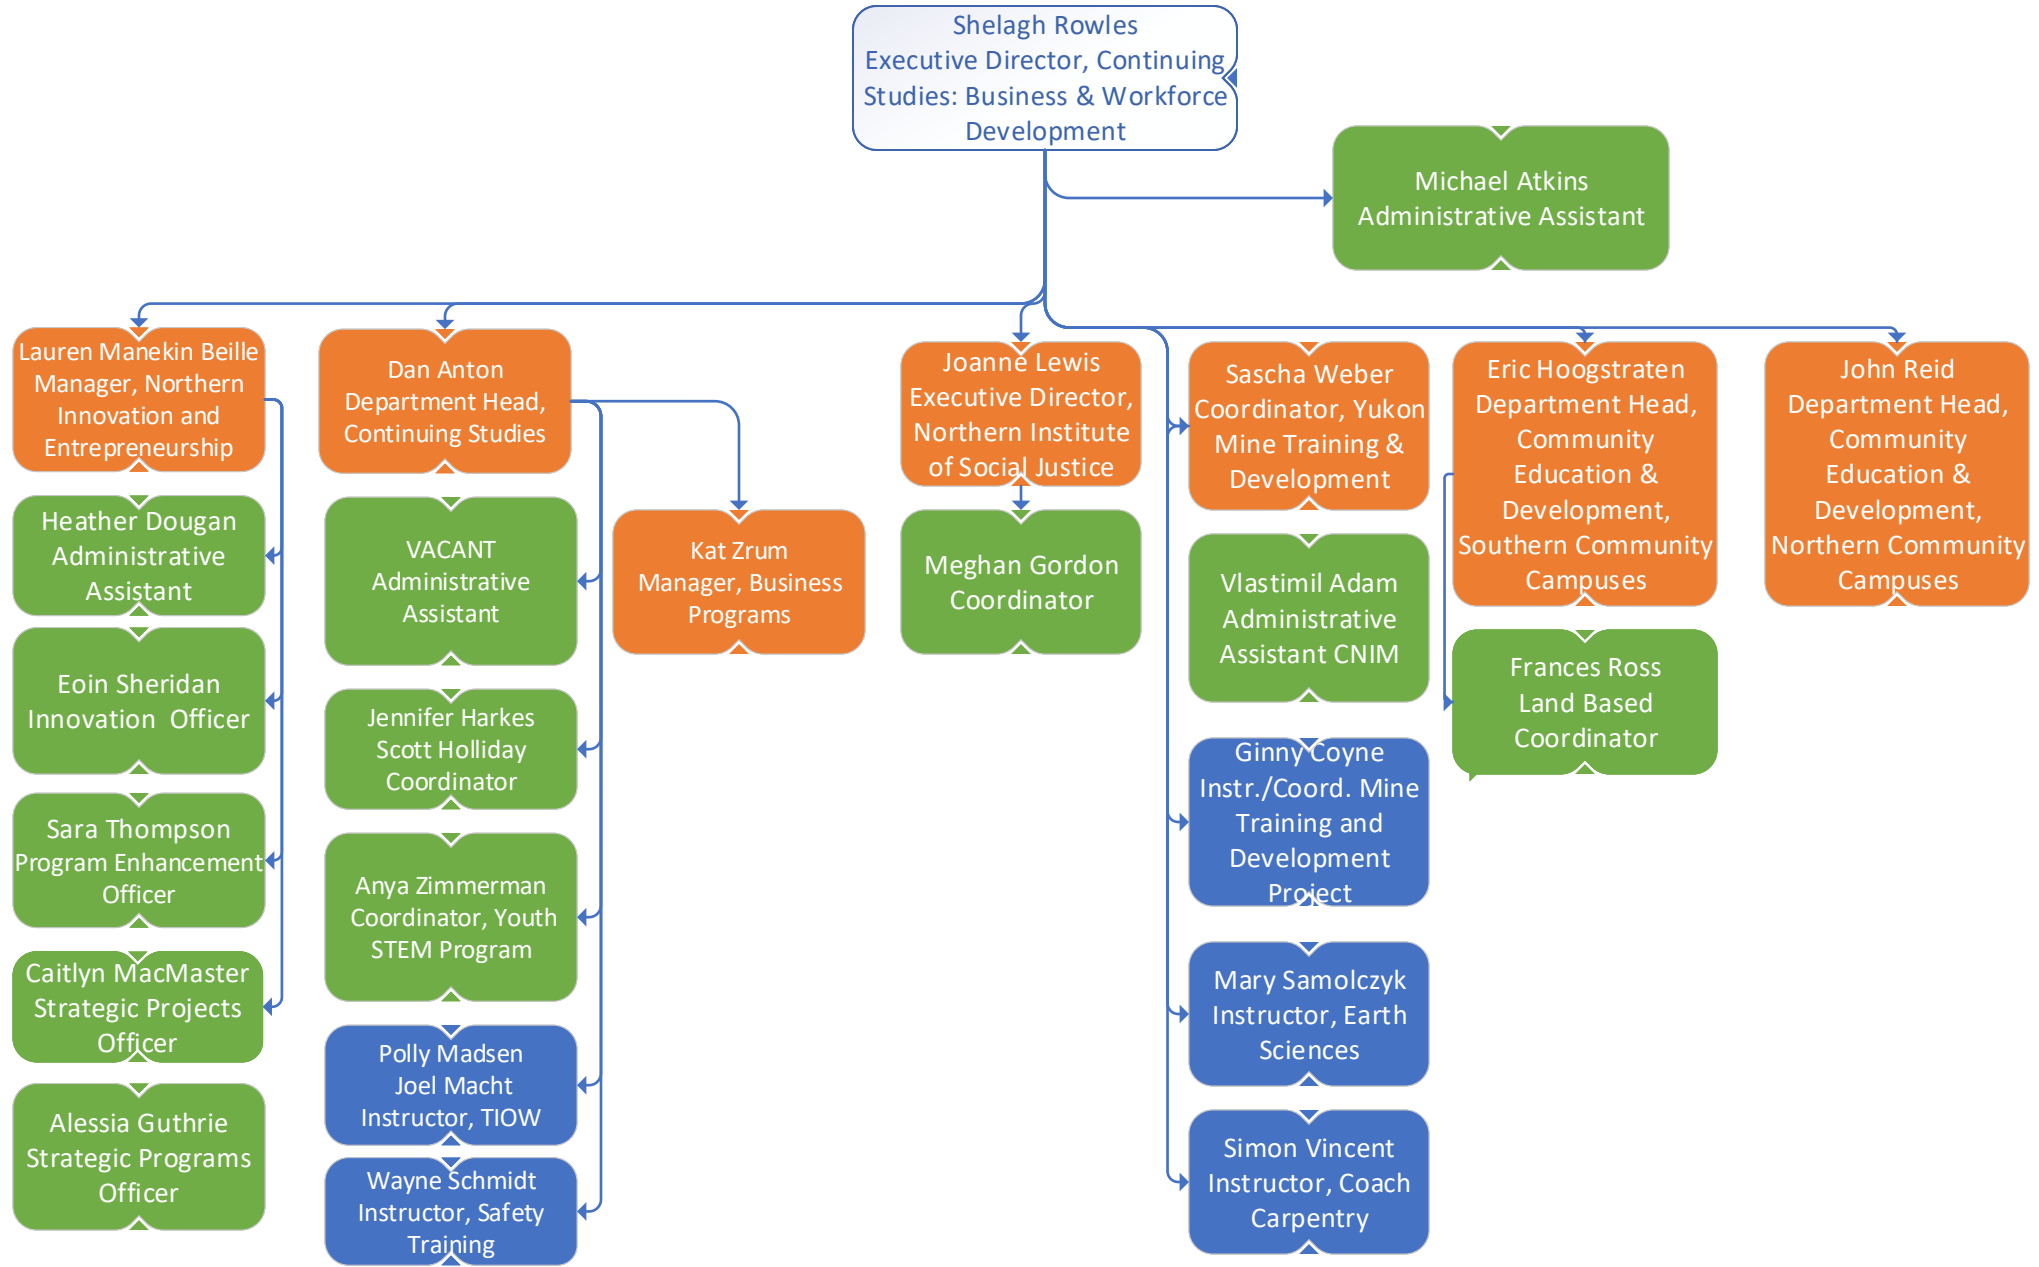 Shelagh Rowles
Executive Director, Continuing
Studies: Business & Workforce
Development
Michael Atkins
Administrative Assistant
Lauren Manekin Beille
Manager, Northern
Innovation and
Entrepreneurship
Heather Dougan
Administrative
Assistant
Eoin Sheridan
Innovation  Officer
Sara Thompson
Program Enhancement
Officer
Caitlyn MacMaster
Strategic Projects
Officer
Alessia Guthrie
Strategic Programs
Officer
Dan Anton
Department Head,
Continuing Studies
VACANT
Administrative
Assistant
Jennifer Harkes
Scott Holliday
Coordinator
Anya Zimmerman
Coordinator, Youth
STEM Program
Polly Madsen
Joel Macht
Instructor, TIOW
Wayne Schmidt
Instructor, Safety
Training
Kat Zrum
Manager, Business
Programs
Joanne Lewis
Executive Director,
Northern Institute
of Social Justice
Meghan Gordon
Coordinator
Sascha Weber
Coordinator, Yukon
Mine Training &
Development
Vlastimil Adam
Administrative
Assistant CNIM
Ginny Coyne
Instr./Coord. Mine
Training and
Development
Project
Mary Samolczyk
Instructor, Earth
Sciences
Simon Vincent
Instructor, Coach
Carpentry
Eric Hoogstraten
Department Head,
Community
Education &
Development,
Southern Community
Campuses
Frances Ross
Land Based
Coordinator
John Reid
Department Head,
Community
Education &
Development,
Northern Community
Campuses